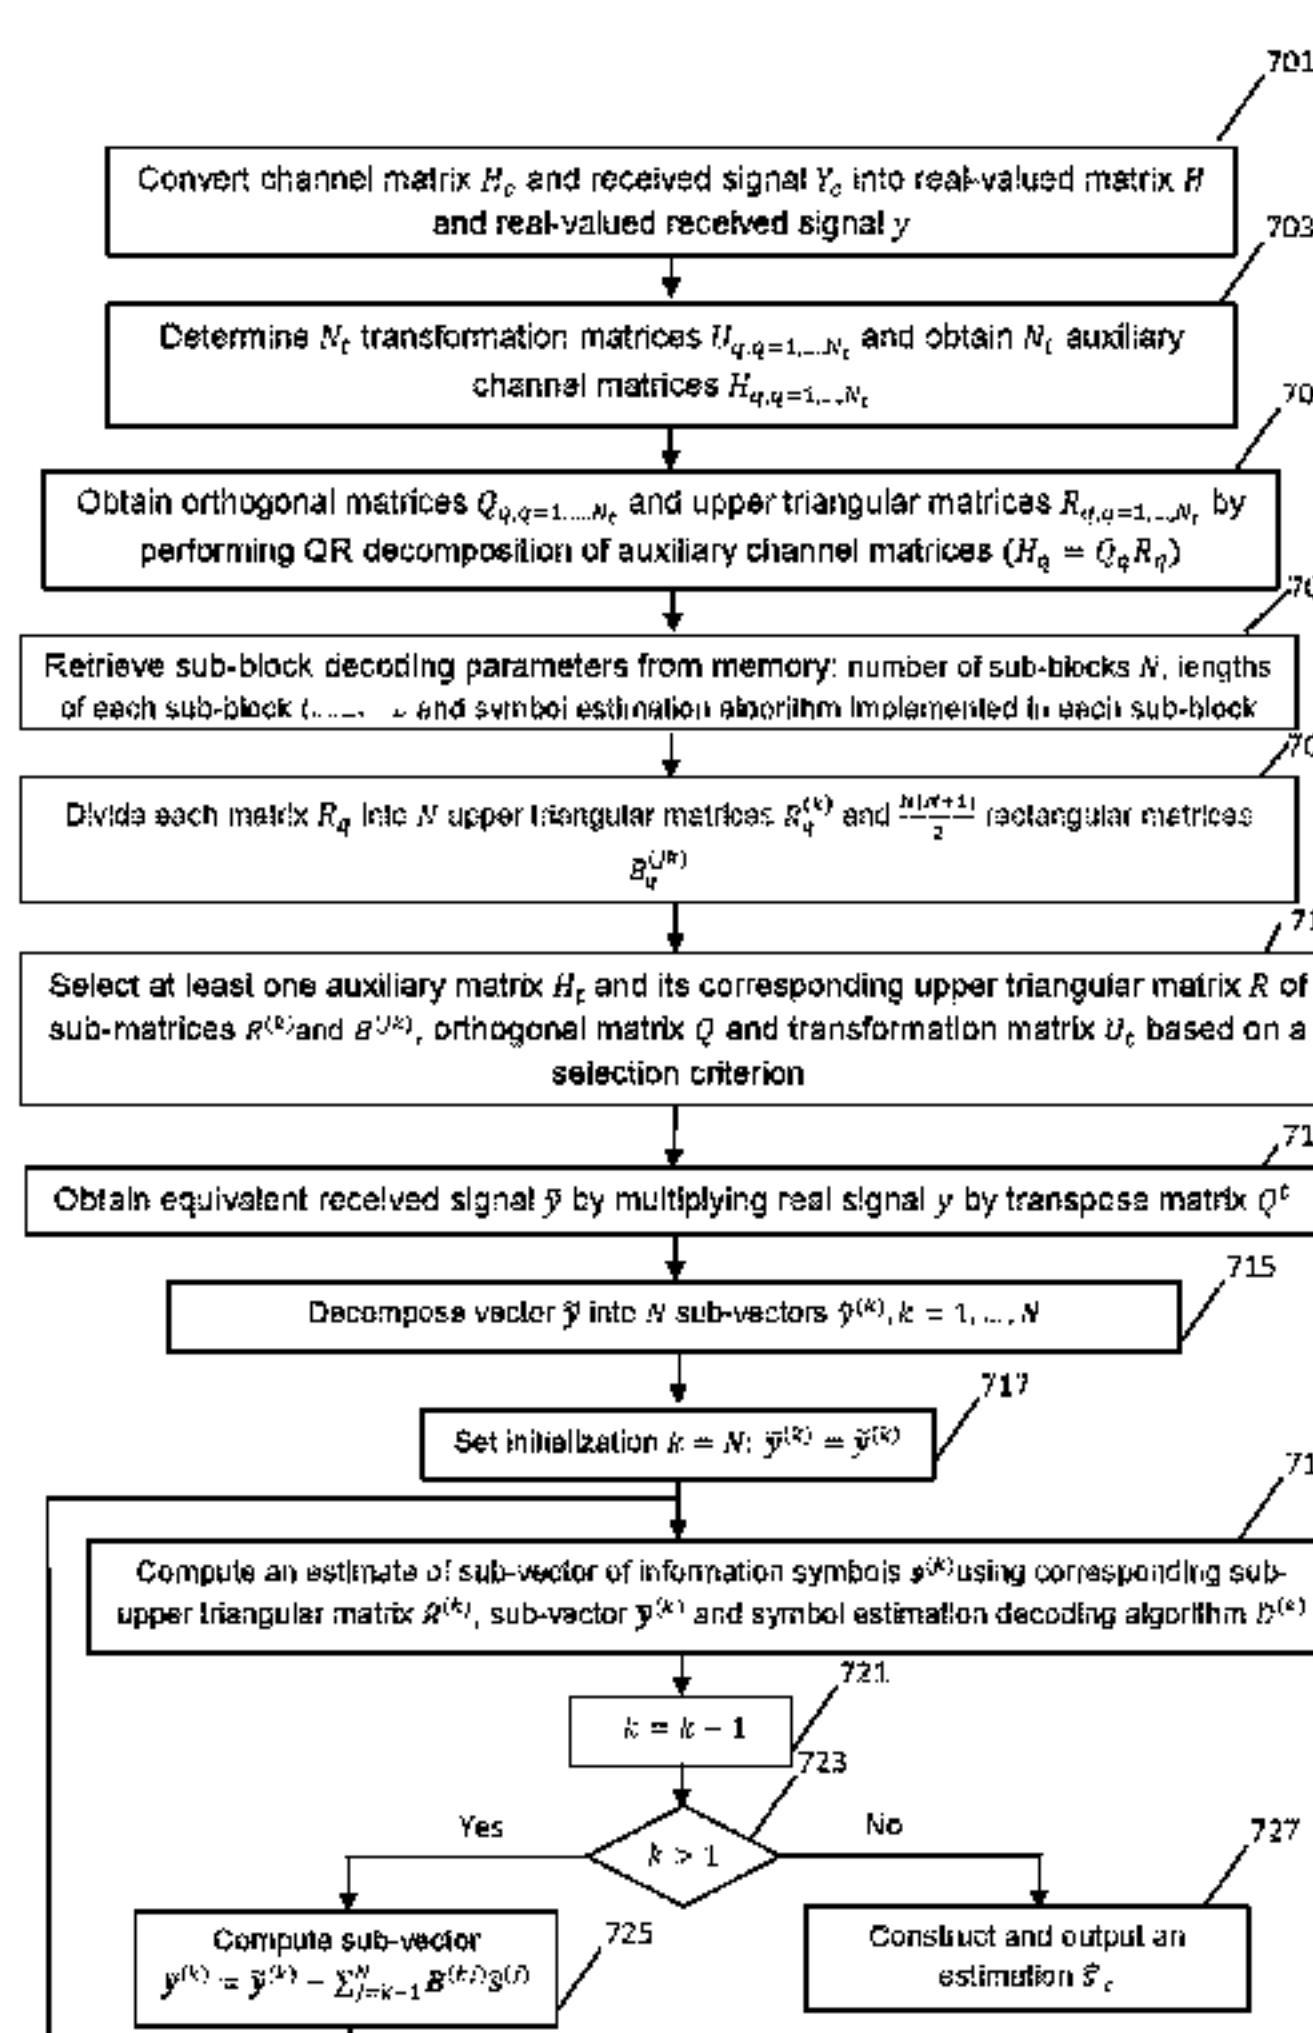 701
Convert channel matrix H_c and received signal Y_c into real-valued matrix H
and real-valued received signal y
703
Determine N_t transformation matrices U_{q,q=1,...,N_t} and obtain N_t auxiliary
channel matrices H_{q,q=1,...,N_t}
70
Obtain orthogonal matrices Q_{q,q=1,...,N_t} and upper triangular matrices R_{q,q=1,...,N_t} by
performing QR decomposition of auxiliary channel matrices (H_q = Q_q R_q)
70
Retrieve sub-block decoding parameters from memory: number of sub-blocks N, lengths
of each sub-block and symbol estimation algorithm implemented in each sub-block
70
Divide each matrix R_q into N upper triangular matrices R_q^{(k)} and \frac{N(N+1)}{2} rectangular matrices
B_q^{(jk)}
71
Select at least one auxiliary matrix H_t and its corresponding upper triangular matrix R of
sub-matrices R^{(k)} and B^{(jk)}, orthogonal matrix Q and transformation matrix U_t based on a
selection criterion
71
Obtain equivalent received signal ỹ by multiplying real signal y by transpose matrix Q^t
715
Decompose vector ỹ into N sub-vectors ỹ^{(k)}, k = 1, ..., N
717
Set initialization k = N: ȳ^{(k)} = ỹ^{(k)}
71
Compute an estimate of sub-vector of information symbols s^{(k)} using corresponding sub-
upper triangular matrix R^{(k)}, sub-vector ȳ^{(k)} and symbol estimation decoding algorithm D^{(k)}
721
k = k − 1
723
Yes
k > 1
No
727
Compute sub-vector
725
Construct and output an
estimation ŝ_c